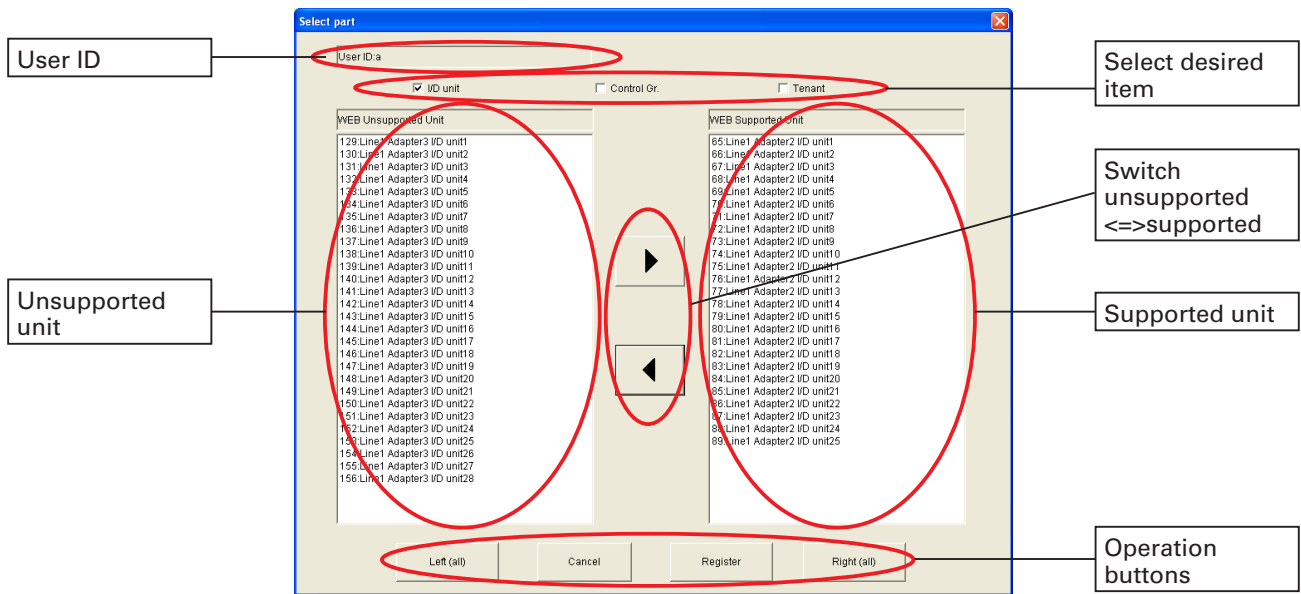 Select part
User ID
User ID:a
Select desired
item
I/D unit
Control Gr.
Tenant
WEB Unsupported Unit
129:Line1 Adapter3 I/D unit1
130:Line1 Adapter3 I/D unit2
131:Line1 Adapter3 I/D unit3
132:Line1 Adapter3 I/D unit4
133:Line1 Adapter3 I/D unit5
134:Line1 Adapter3 I/D unit6
135:Line1 Adapter3 I/D unit7
136:Line1 Adapter3 I/D unit8
137:Line1 Adapter3 I/D unit9
138:Line1 Adapter3 I/D unit10
139:Line1 Adapter3 I/D unit11
140:Line1 Adapter3 I/D unit12
141:Line1 Adapter3 I/D unit13
142:Line1 Adapter3 I/D unit14
143:Line1 Adapter3 I/D unit15
144:Line1 Adapter3 I/D unit16
145:Line1 Adapter3 I/D unit17
146:Line1 Adapter3 I/D unit18
147:Line1 Adapter3 I/D unit19
148:Line1 Adapter3 I/D unit20
149:Line1 Adapter3 I/D unit21
150:Line1 Adapter3 I/D unit22
151:Line1 Adapter3 I/D unit23
152:Line1 Adapter3 I/D unit24
153:Line1 Adapter3 I/D unit25
154:Line1 Adapter3 I/D unit26
155:Line1 Adapter3 I/D unit27
156:Line1 Adapter3 I/D unit28
WEB Supported Unit
65:Line1 Adapter2 I/D unit1
66:Line1 Adapter2 I/D unit2
67:Line1 Adapter2 I/D unit3
68:Line1 Adapter2 I/D unit4
69:Line1 Adapter2 I/D unit5
70:Line1 Adapter2 I/D unit6
71:Line1 Adapter2 I/D unit7
72:Line1 Adapter2 I/D unit8
73:Line1 Adapter2 I/D unit9
74:Line1 Adapter2 I/D unit10
75:Line1 Adapter2 I/D unit11
76:Line1 Adapter2 I/D unit12
77:Line1 Adapter2 I/D unit13
78:Line1 Adapter2 I/D unit14
79:Line1 Adapter2 I/D unit15
80:Line1 Adapter2 I/D unit16
81:Line1 Adapter2 I/D unit17
82:Line1 Adapter2 I/D unit18
83:Line1 Adapter2 I/D unit19
84:Line1 Adapter2 I/D unit20
85:Line1 Adapter2 I/D unit21
86:Line1 Adapter2 I/D unit22
87:Line1 Adapter2 I/D unit23
88:Line1 Adapter2 I/D unit24
89:Line1 Adapter2 I/D unit25
Switch
unsupported
<=>supported
Unsupported
unit
Supported unit
Left (all)
Cancel
Register
Right (all)
Operation
buttons